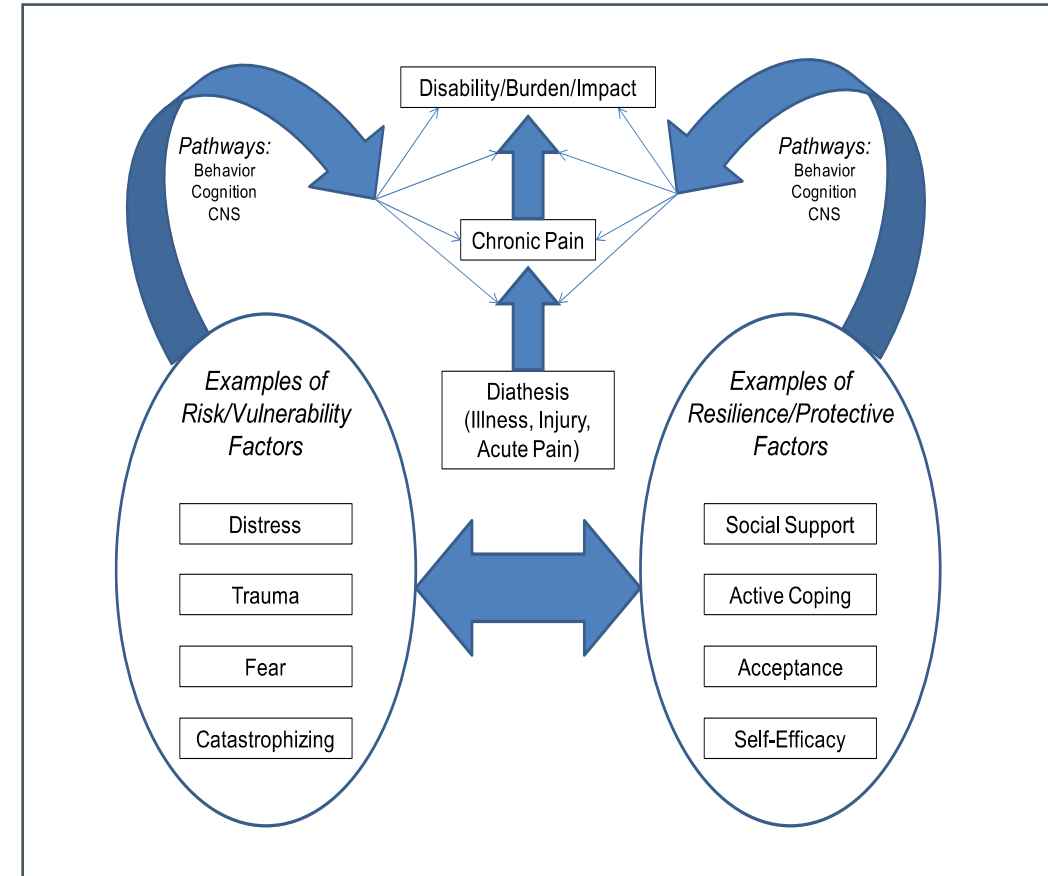 Disability/Burden/Impact
Pathways:
Behavior
Cognition
CNS
Pathways:
Behavior
Cognition
CNS
Chronic Pain
Diathesis
(Illness, Injury,
Acute Pain)
Examples of
Risk/Vulnerability
Factors
Distress
Trauma
Fear
Catastrophizing
Examples of
Resilience/Protective
Factors
Social Support
Active Coping
Acceptance
Self-Efficacy